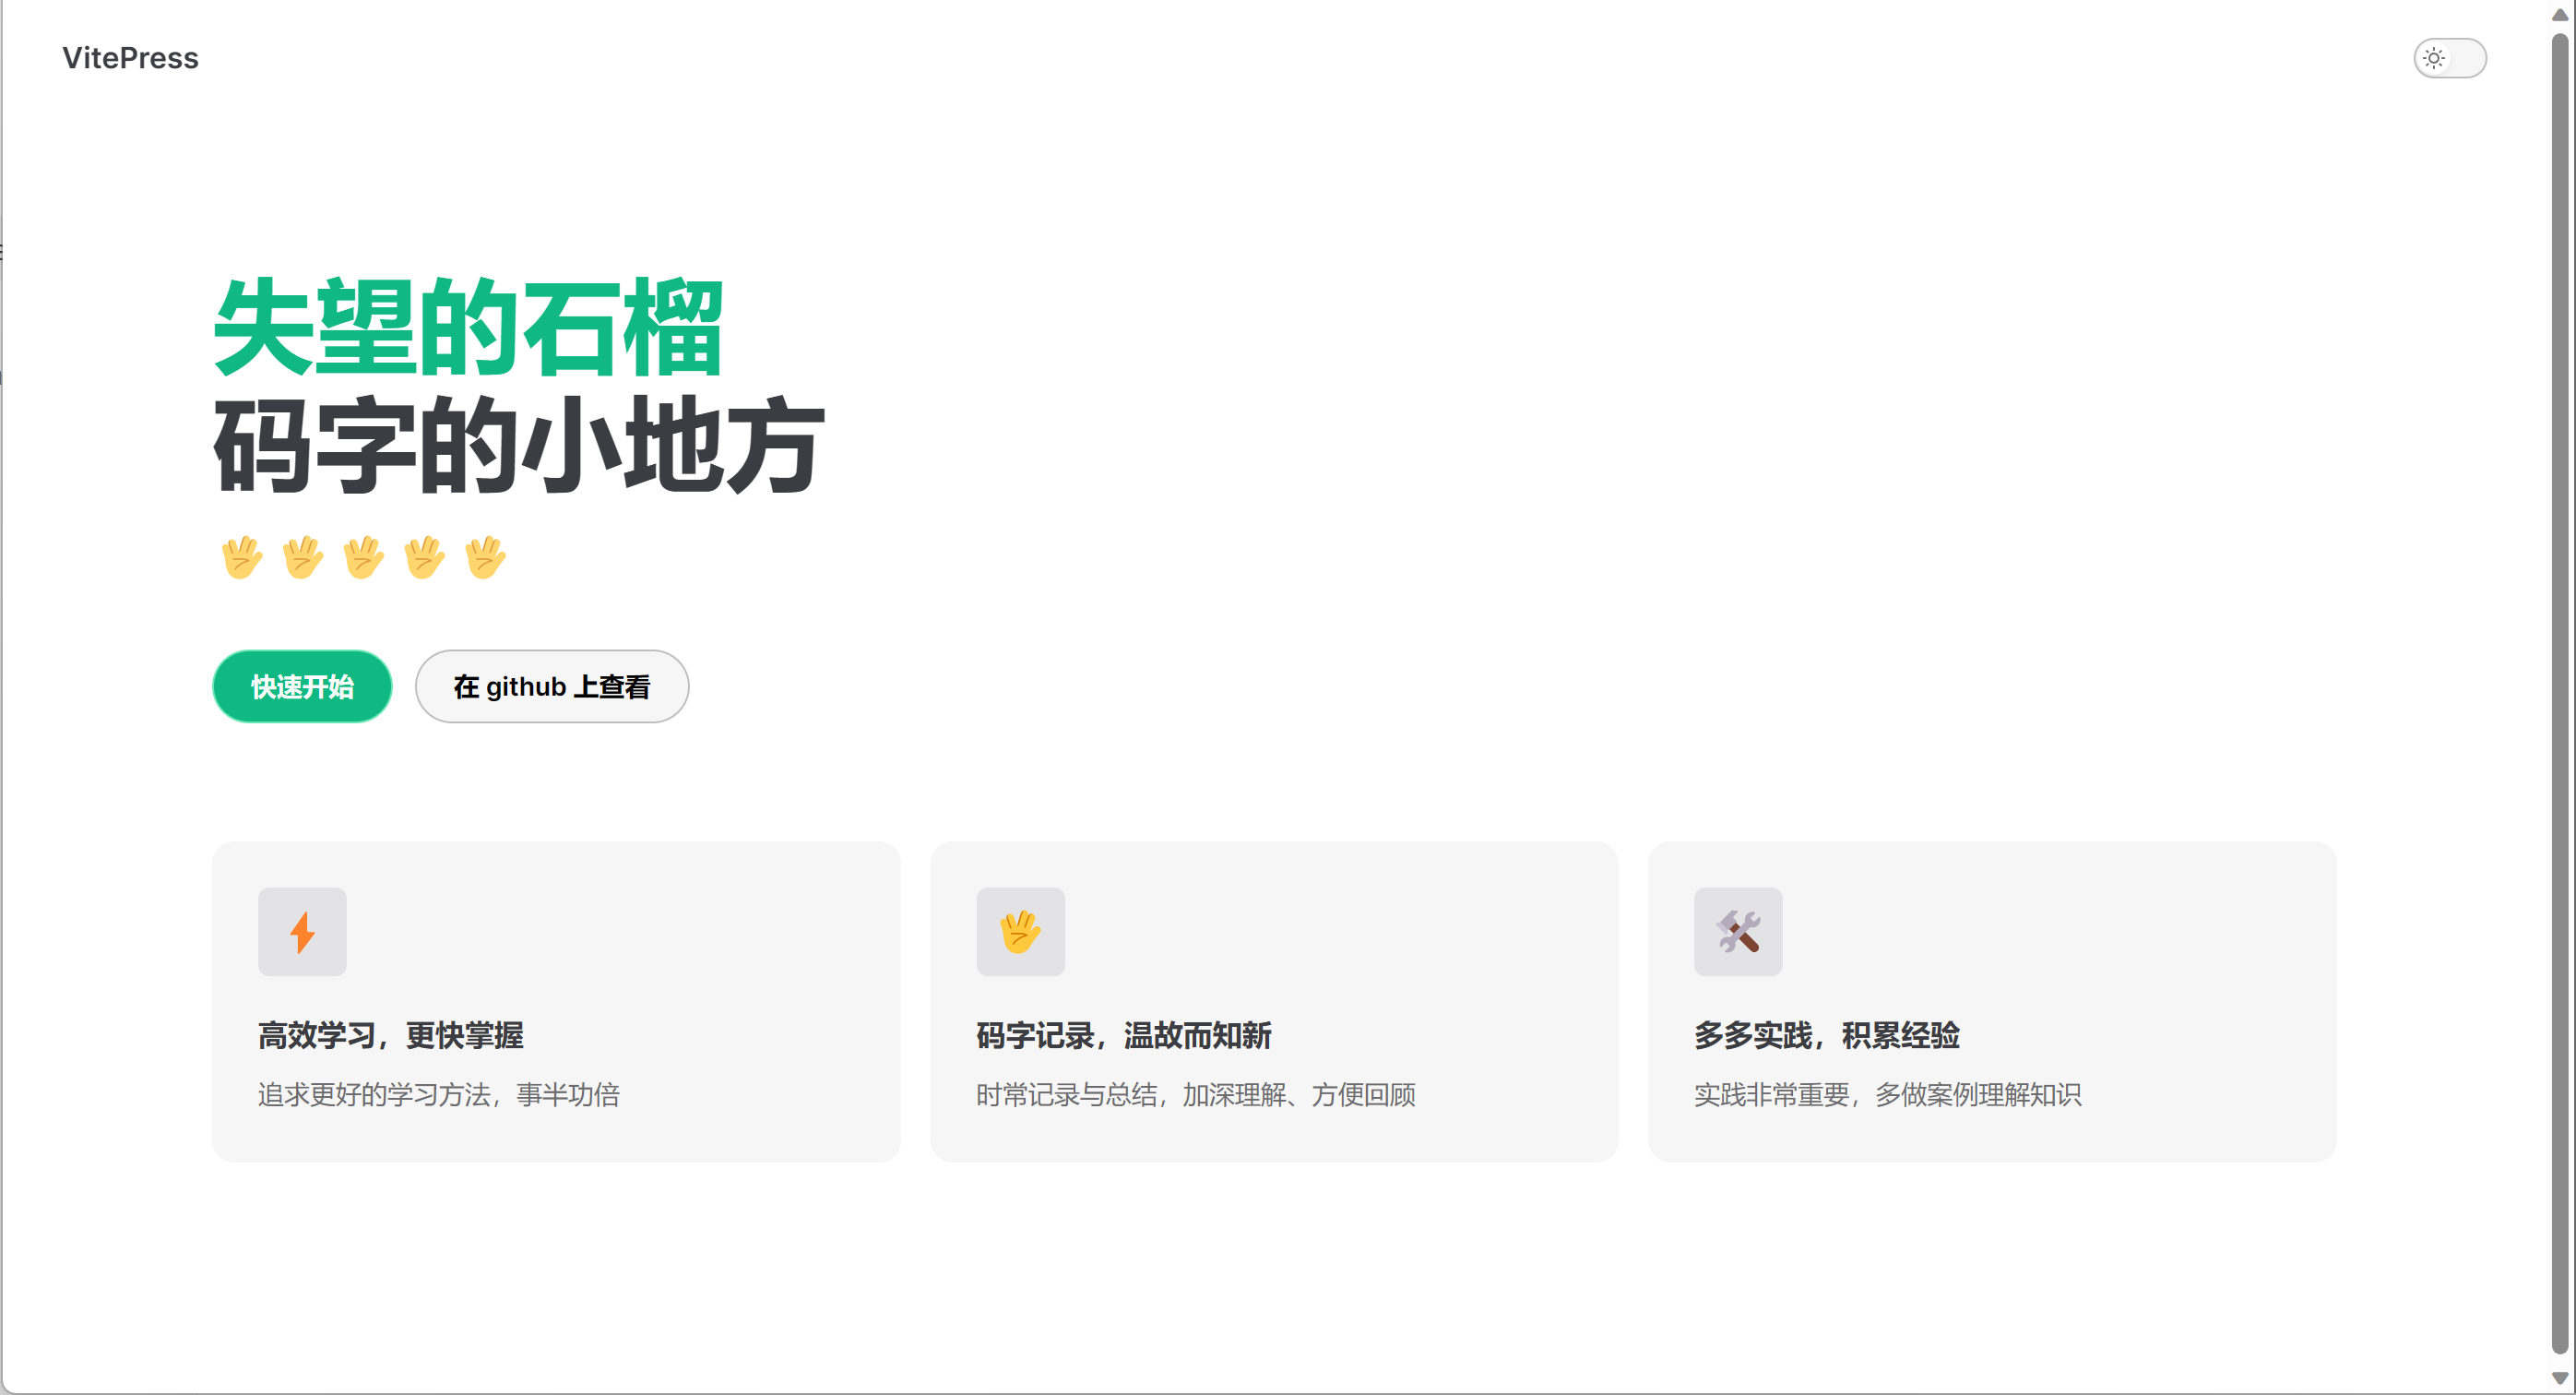 VitePress
失望的石榴
码字的小地方
🖖🖖🖖🖖🖖
快速开始
在 github 上查看
高效学习，更快掌握
追求更好的学习方法，事半功倍
码字记录，温故而知新
时常记录与总结，加深理解、方便回顾
多多实践，积累经验
实践非常重要，多做案例理解知识